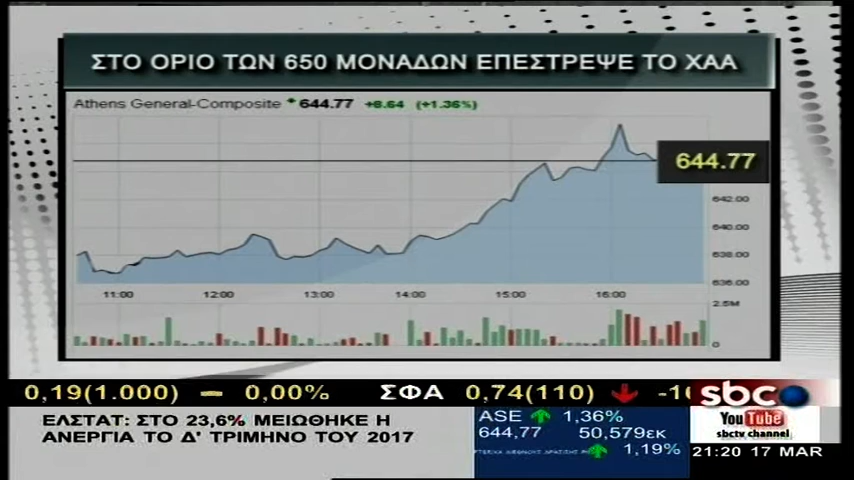 ΣΤΟ ΟΡΙΟ ΤΩΝ 650 ΜΟΝΑΔΩΝ ΕΠΕΣΤΡΕΨΕ ΤΟ ΧΑΑ
Athens General-Composite 644.77 +8.64 (+1.36%)
644.77
642.00
640.00
638.00
636.00
11:00 12:00 13:00 14:00 15:00 16:00
2.5M
0
0,19(1.000) 0,00% ΣΦΑ 0,74(110)
sbc
ΕΛΣΤΑΤ: ΣΤΟ 23,6% ΜΕΙΩΘΗΚΕ Η
ΑΝΕΡΓΙΑ ΤΟ Δ' ΤΡΙΜΗΝΟ ΤΟΥ 2017
ASE 1,36%
644,77 50,579εκ
1,19%
YouTube
sbctv channel
21:20 17 MAR